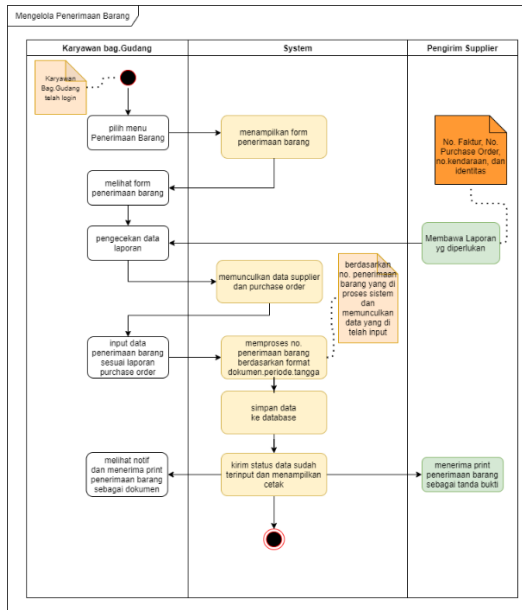 Mengelola Penerimaan Barang
Karyawan bag.Gudang
System
Pengirim Supplier
Karyawan
Bag.Gudang
telah login
pilih menu
Penerimaan Barang
menampilkan form
penerimaan barang
No. Faktur, No.
Purchase Order,
no.kendaraan, dan
identitas
melihat form
penerimaan barang
pengecekan data
laporan
Membawa Laporan
yg diperlukan
memunculkan data supplier
dan purchase order
berdasarkan
no. penerimaan
barang yang di
proses sistem
dan
memunculkan
data yang di
telah input
input data
penerimaan barang
sesuai laporan
purchase order
memproses no.
penerimaan barang
berdasarkan format
dokumen.periode.tangga
simpan data
ke database
melihat notif
dan menerima print
penerimaan barang
sebagai dokumen
kirim status data sudah
terinput dan menampilkan
cetak
menerima print
penerimaan barang
sebagai tanda bukti